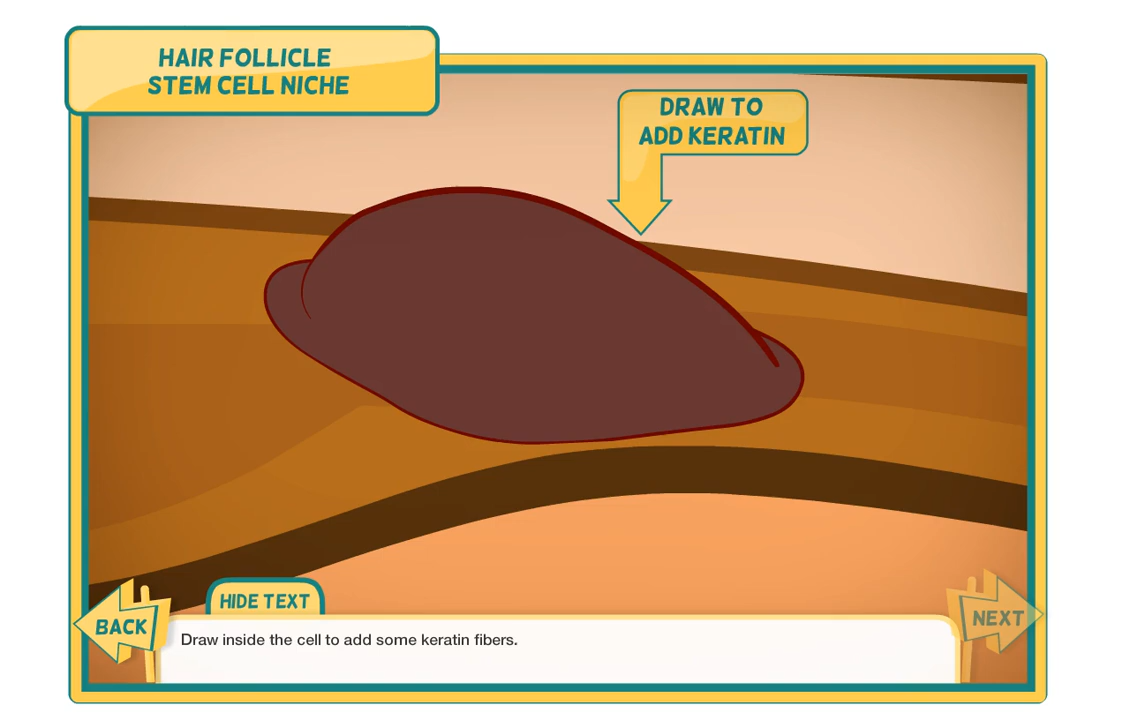 HAIR FOLLICLE
STEM CELL NICHE
DRAW TO
ADD KERATIN
HIDE TEXT
BACK
NEXT
Draw inside the cell to add some keratin fibers.